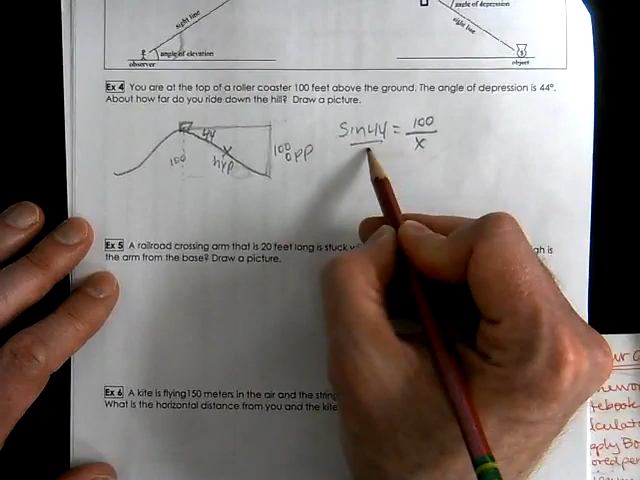 sight line
angle of elevation
observer
angle of depression
sight line
object
Ex 4 You are at the top of a roller coaster 100 feet above the ground. The angle of depression is 44°.
About how far do you ride down the hill? Draw a picture.
44
100
x
hyp
100
opp
sin44 = 100
x
Ex 5 A railroad crossing arm that is 20 feet long is stuck
the arm from the base? Draw a picture.
is
Ex 6 A kite is flying 150 meters in the air and the string
What is the horizontal distance from you and the kite